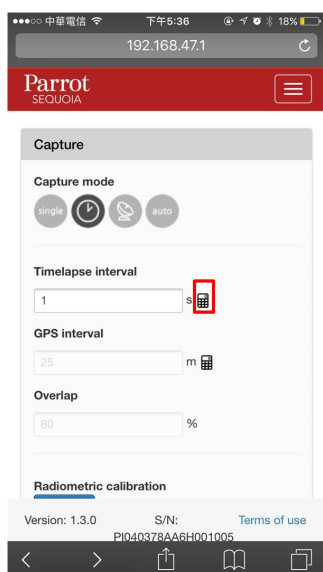 中華電信 下午5:36 18%
192.168.47.1
Parrot
SEQUOIA
Capture
Capture mode
single auto
Timelapse interval
1 s
GPS interval
25 m
Overlap
80 %
Radiometric calibration
Version: 1.3.0 S/N: Terms of use
PI040378AA6H001005